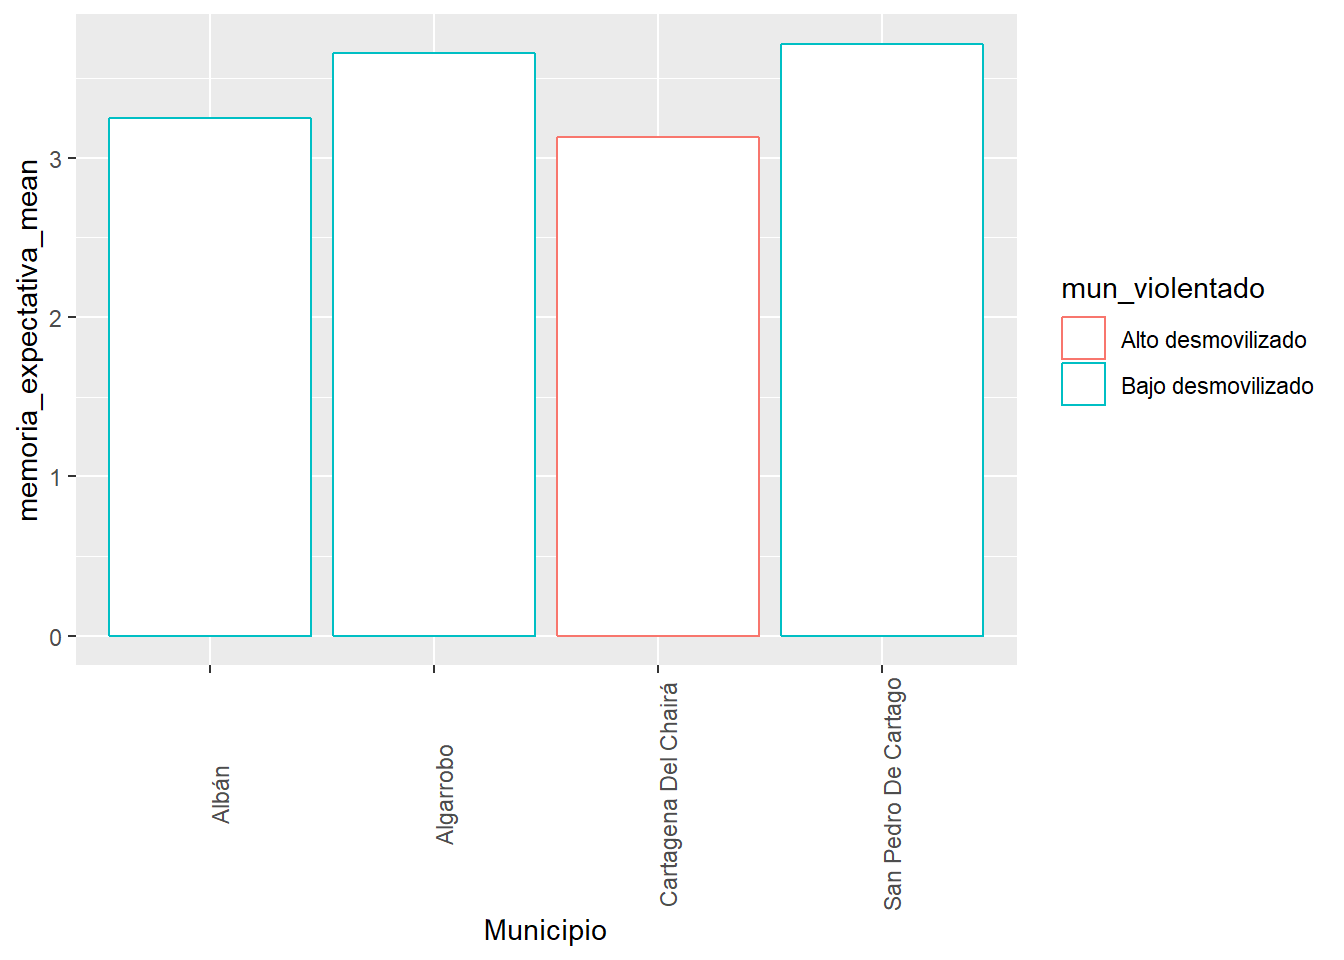 memoria_expectativa_mean
3
2
1
0
Albán
Algarrobo
Cartagena Del Chairá
San Pedro De Cartago
Municipio
mun_violentado
Alto desmovilizado
Bajo desmovilizado